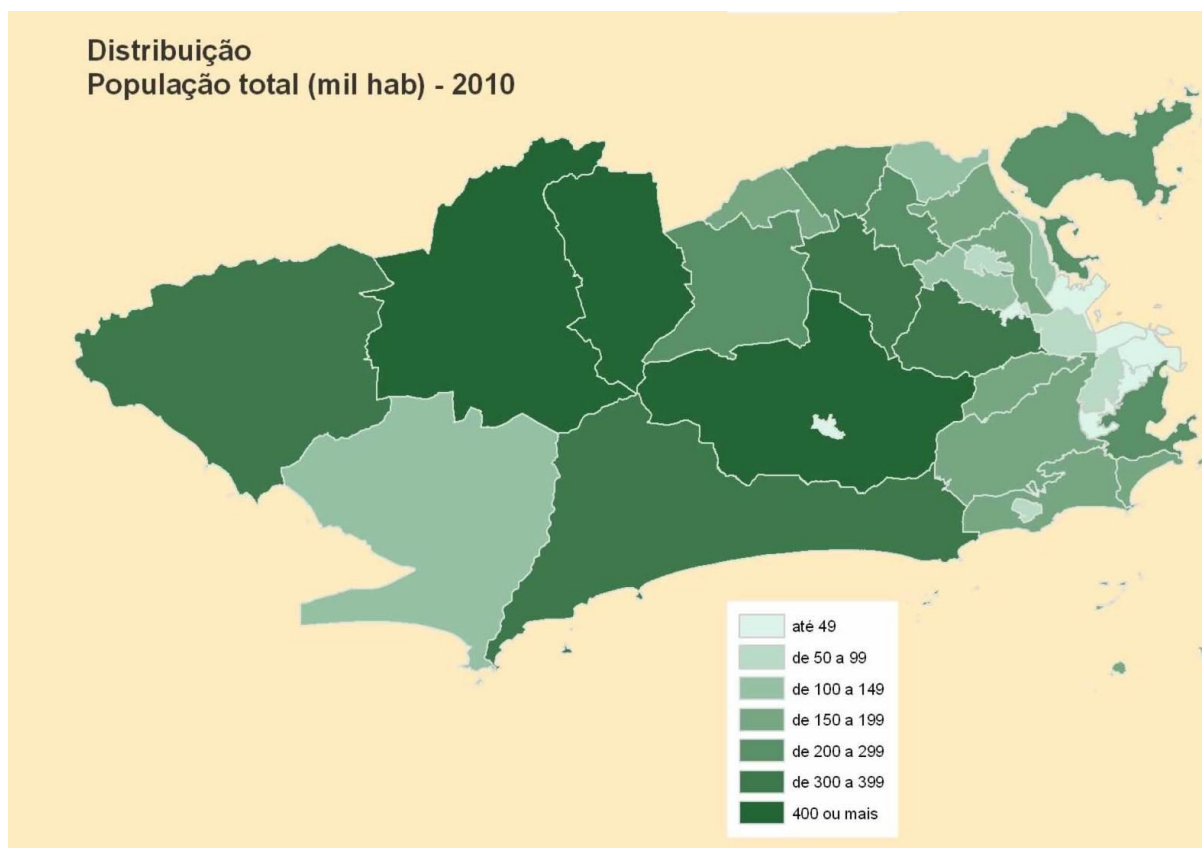 Distribuição
População total (mil hab) - 2010
até 49
de 50 a 99
de 100 a 149
de 150 a 199
de 200 a 299
de 300 a 399
400 ou mais